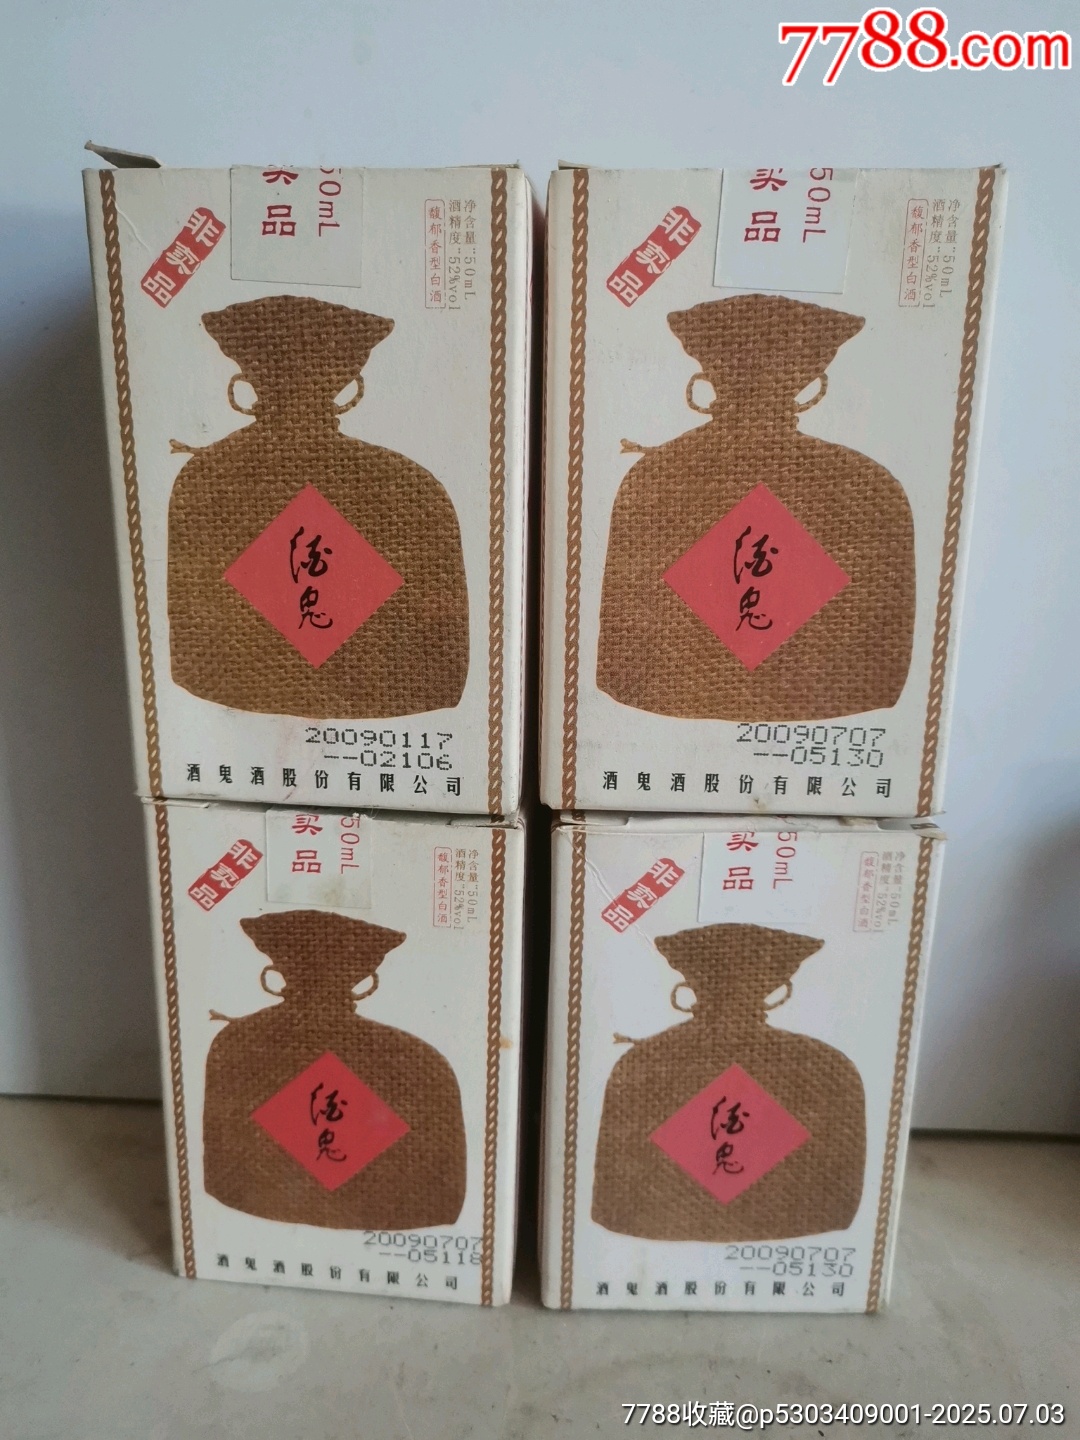 7788.com
卖品
50mL
非卖品
净含量:50mL
酒精度:52%vol
馥郁香型白酒
酒鬼
20090117
--02106
酒鬼酒股份有限公司
卖品
50mL
非卖品
净含量:50mL
酒精度:52%vol
馥郁香型白酒
酒鬼
20090707
--05130
酒鬼酒股份有限公司
卖品
50mL
非卖品
净含量:50mL
酒精度:52%vol
馥郁香型白酒
酒鬼
20090707
--05118
酒鬼酒股份有限公司
卖品
50mL
非卖品
净含量:50mL
酒精度:52%vol
馥郁香型白酒
酒鬼
20090707
--05130
酒鬼酒股份有限公司
7788收藏@p5303409001-2025.07.03